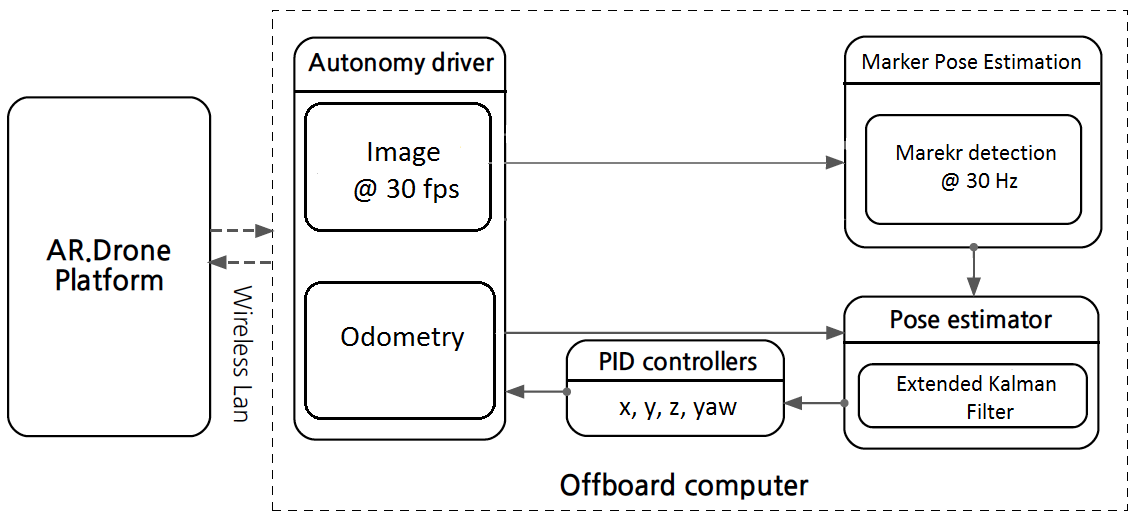 AR.Drone
Platform
Wireless Lan
Autonomy driver
Image
@ 30 fps
Odometry
Marker Pose Estimation
Marekr detection
@ 30 Hz
Pose estimator
Extended Kalman
Filter
PID controllers
x, y, z, yaw
Offboard computer